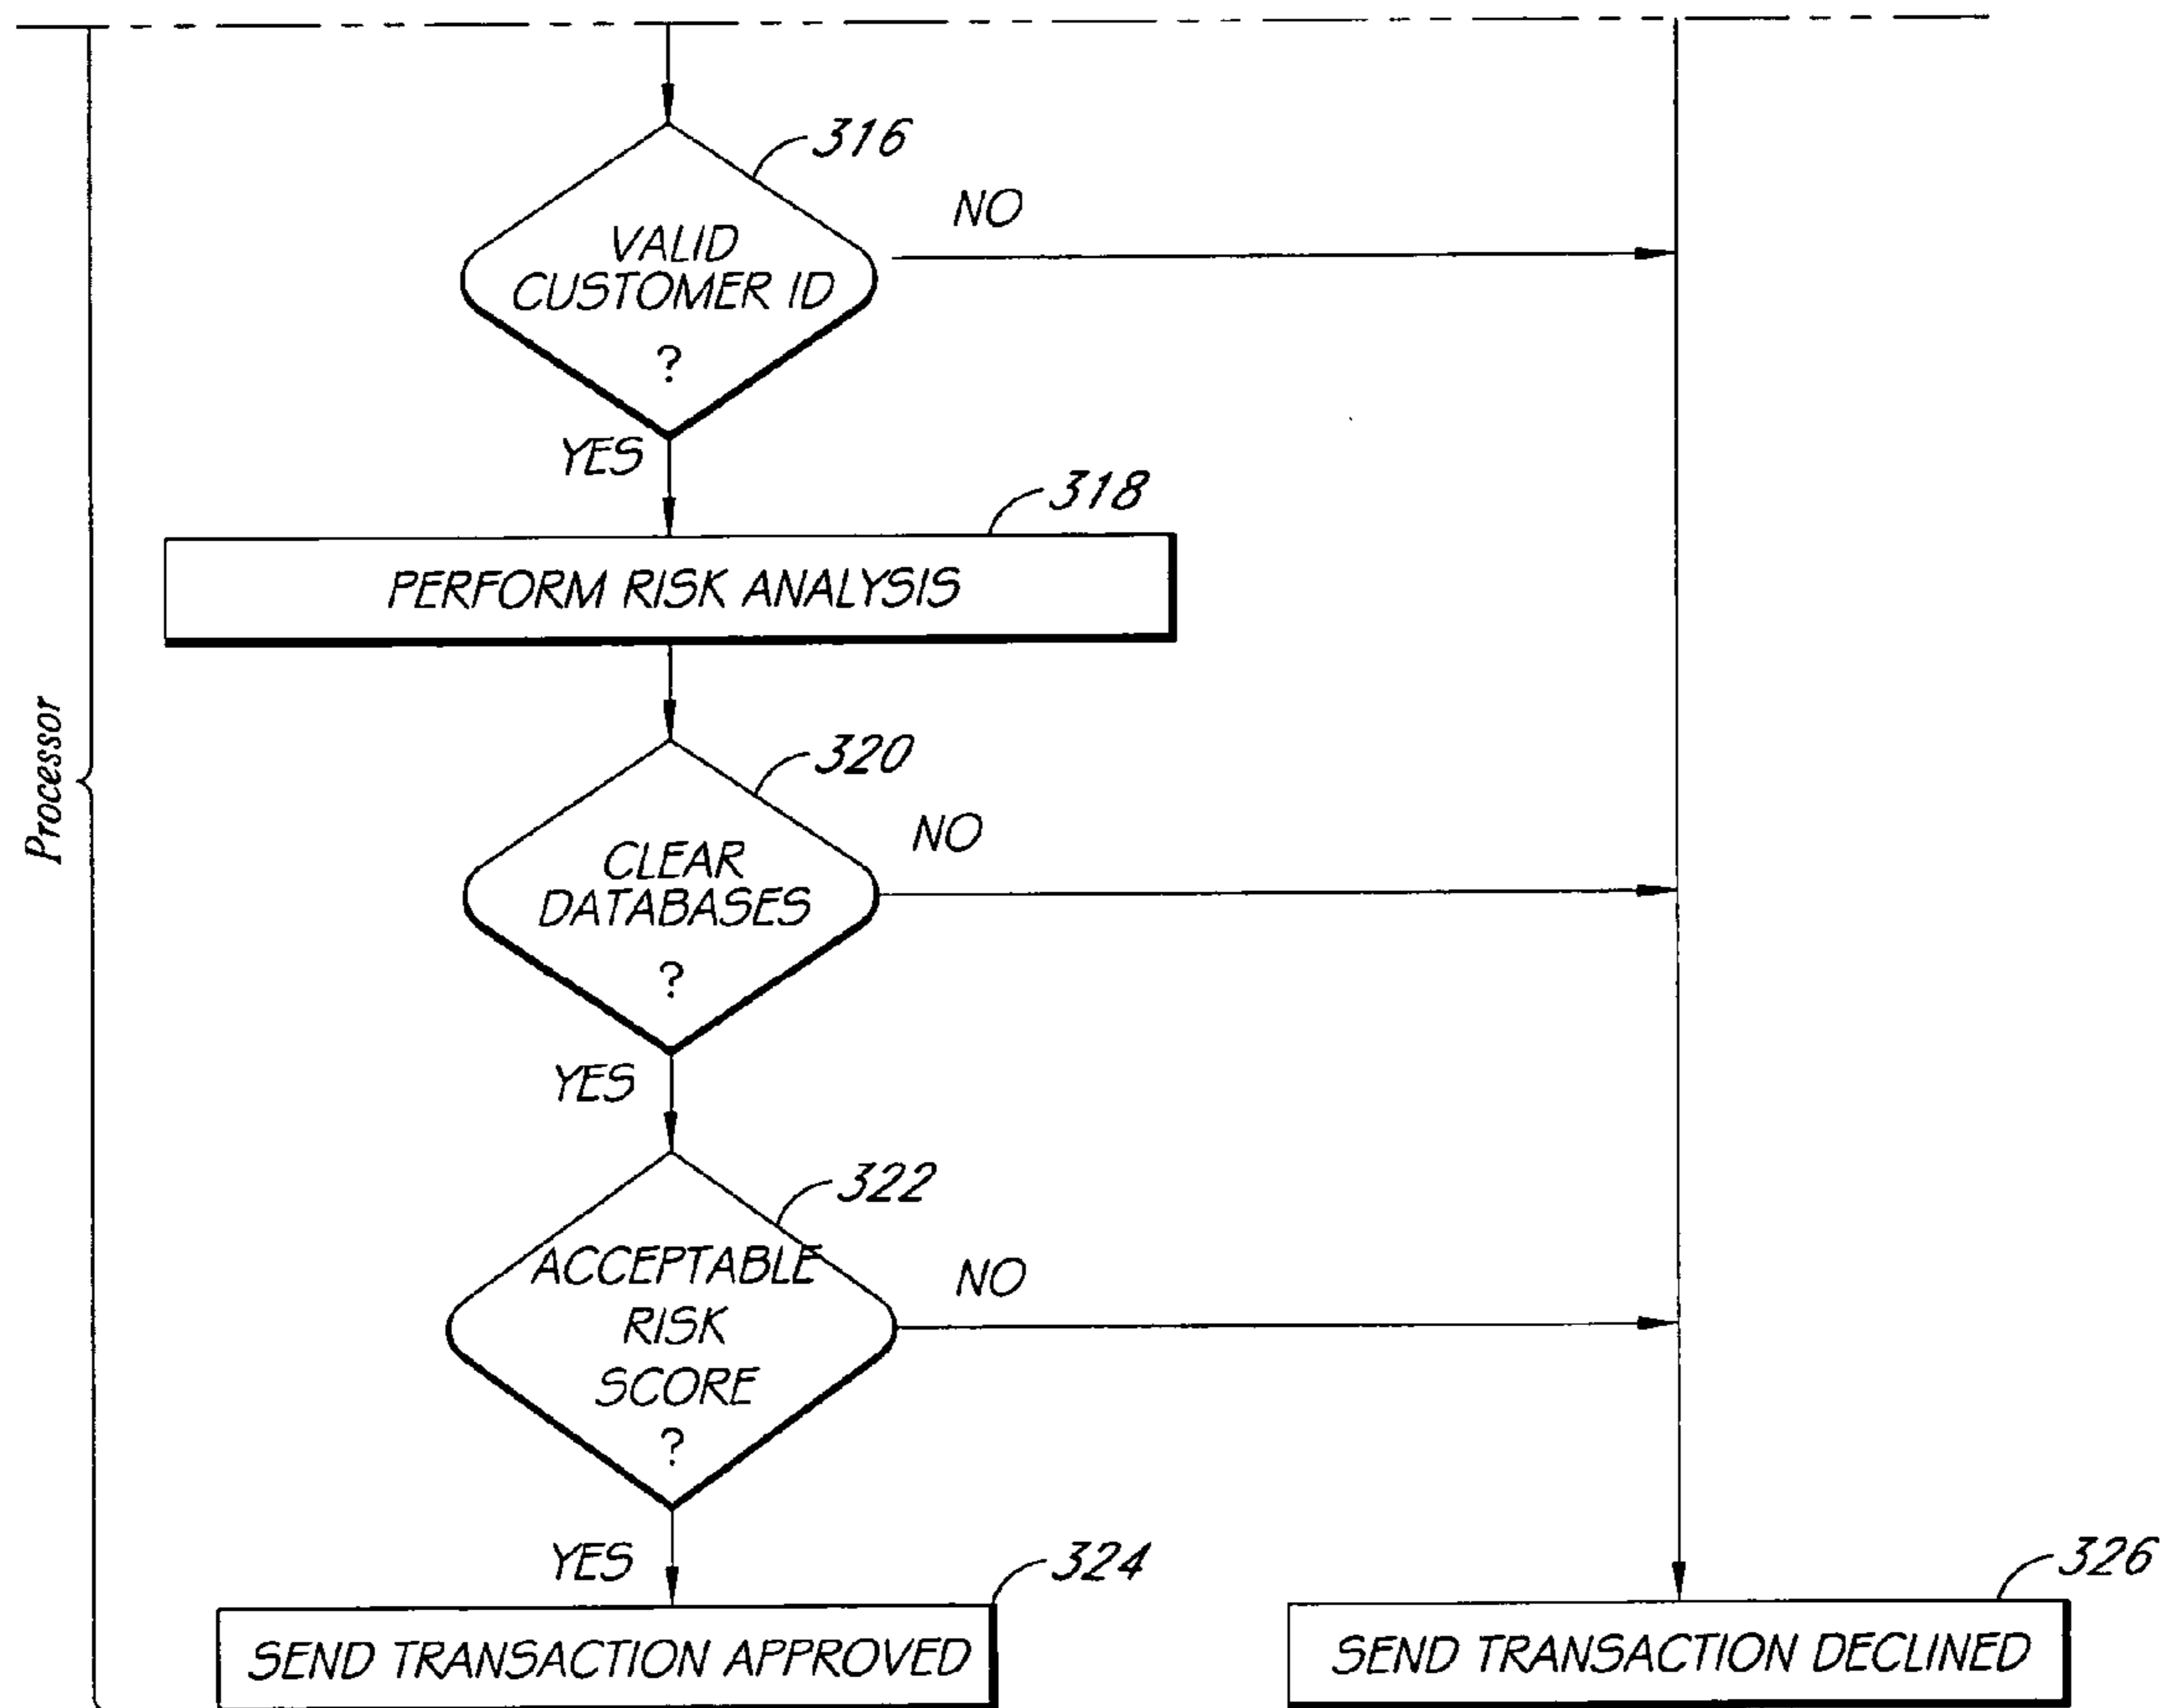 316
NO
VALID
CUSTOMER ID
?
YES
318
PERFORM RISK ANALYSIS
Processor
320
NO
CLEAR
DATABASES
?
YES
322
ACCEPTABLE
NO
RISK
SCORE
?
YES
324
326
SEND TRANSACTION APPROVED
SEND TRANSACTION DECLINED